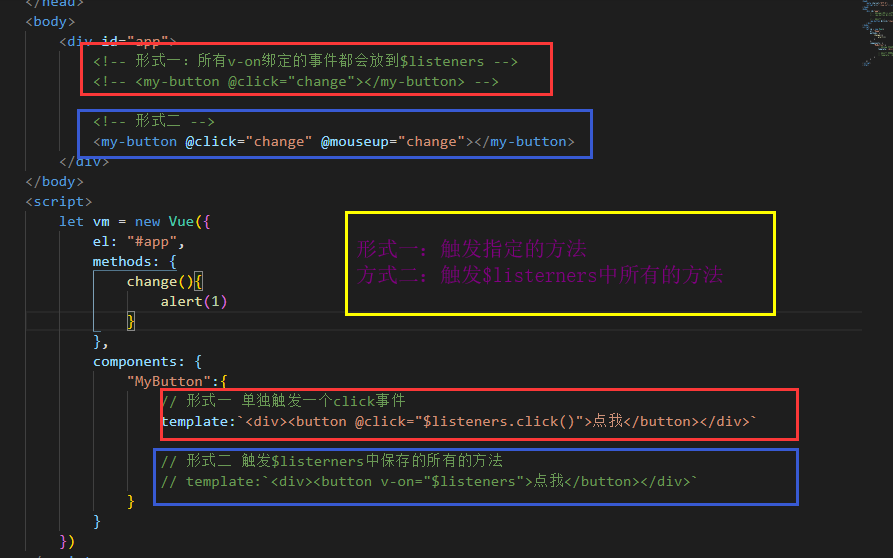 </head>
<body>
<div id="app">
<!-- 形式一：所有v-on绑定的事件都会放到$listeners -->
<!-- <my-button @click="change"></my-button> -->
<!-- 形式二 -->
<my-button @click="change" @mouseup="change"></my-button>
</div>
</body>
<script>
let vm = new Vue({
el: "#app",
methods: {
change(){
alert(1)
}
},
components: {
"MyButton":{
// 形式一 单独触发一个click事件
template:`<div><button @click="$listeners.click()">点我</button></div>`
// 形式二 触发$listerners中保存的所有的方法
// template:`<div><button v-on="$listeners">点我</button></div>`
}
}
})
形式一：触发指定的方法
方式二：触发$listerners中所有的方法